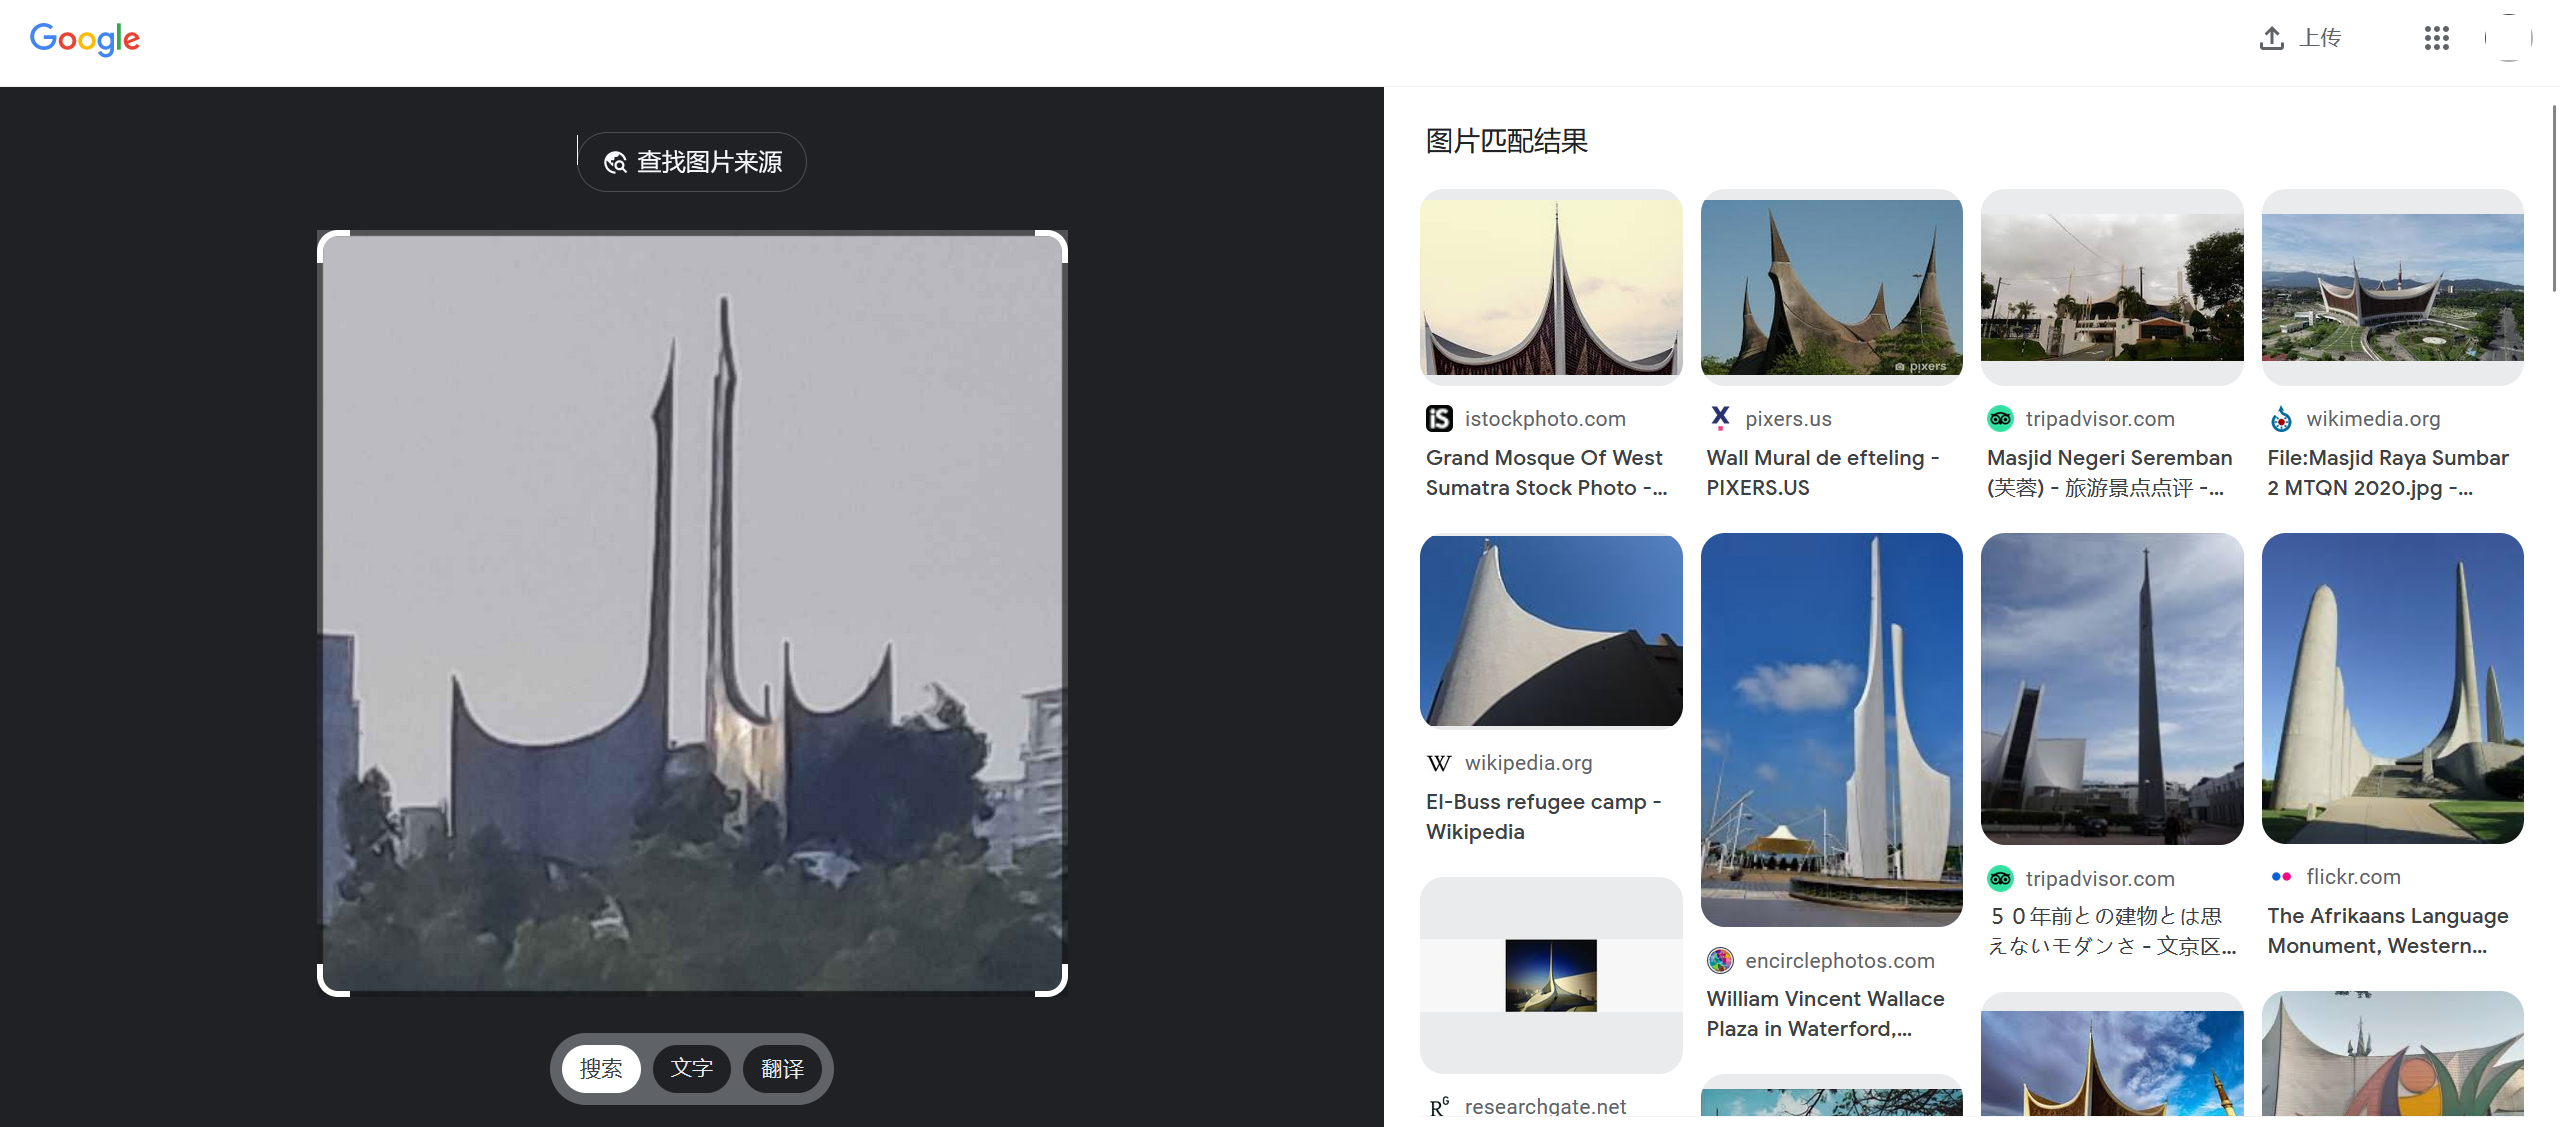 Google
上传
查找图片来源
搜索
文字
翻译
图片匹配结果
istockphoto.com
Grand Mosque Of West
Sumatra Stock Photo -...
pixers
pixers.us
Wall Mural de efteling -
PIXERS.US
tripadvisor.com
Masjid Negeri Seremban
(芙蓉) - 旅游景点点评 -...
wikimedia.org
File:Masjid Raya Sumbar
2 MTQN 2020.jpg -...
wikipedia.org
El-Buss refugee camp -
Wikipedia
encirclephotos.com
William Vincent Wallace
Plaza in Waterford,...
tripadvisor.com
５０年前との建物とは思
えないモダンさ - 文京区...
flickr.com
The Afrikaans Language
Monument, Western...
researchgate.net